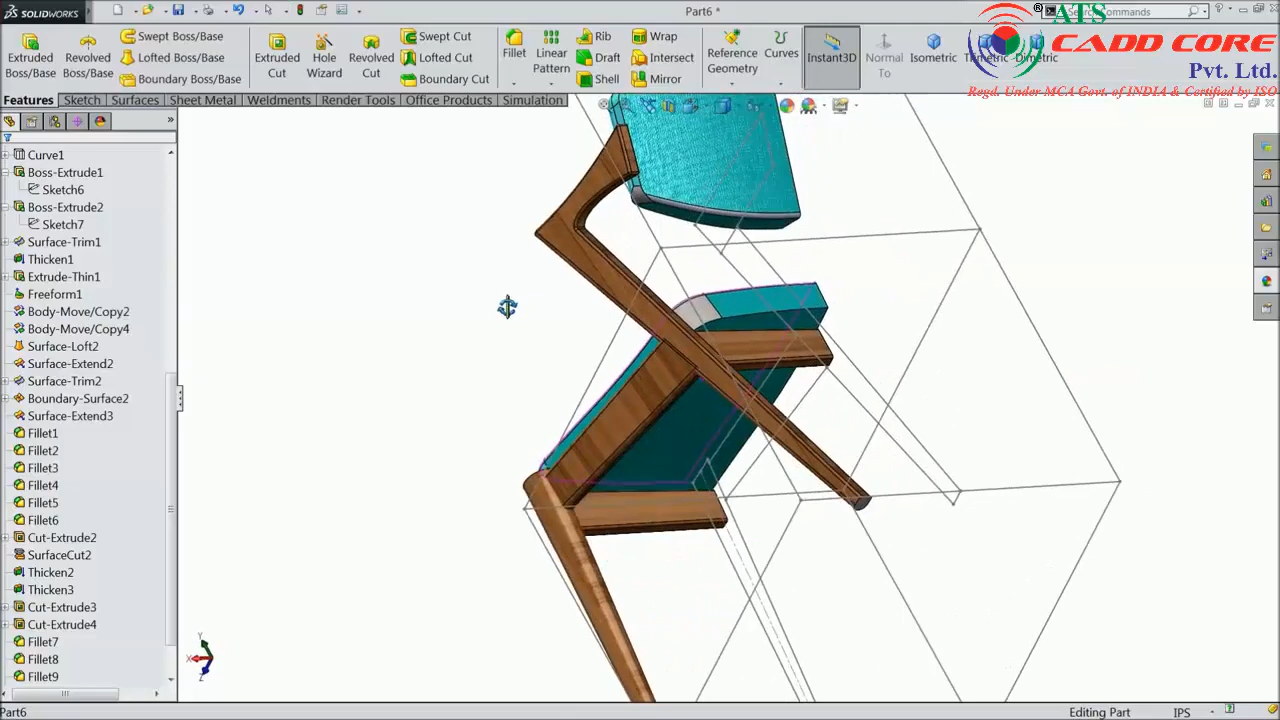 SOLIDWORKS
Part6 *
Search Commands
® ATS
CADD CORE
Pvt. Ltd.
Regd. Under MCA Govt. of INDIA & Certified by ISO
Extruded Boss/Base
Revolved Boss/Base
Swept Boss/Base
Lofted Boss/Base
Boundary Boss/Base
Extruded Cut
Hole Wizard
Revolved Cut
Swept Cut
Lofted Cut
Boundary Cut
Fillet
Linear Pattern
Rib
Draft
Shell
Wrap
Intersect
Mirror
Reference Geometry
Curves
Instant3D
Normal To
Isometric
Trimetric
Dimetric
Features
Sketch
Surfaces
Sheet Metal
Weldments
Render Tools
Office Products
Simulation
Curve1
Boss-Extrude1
Sketch6
Boss-Extrude2
Sketch7
Surface-Trim1
Thicken1
Extrude-Thin1
Freeform1
Body-Move/Copy2
Body-Move/Copy4
Surface-Loft2
Surface-Extend2
Surface-Trim2
Boundary-Surface2
Surface-Extend3
Fillet1
Fillet2
Fillet3
Fillet4
Fillet5
Fillet6
Cut-Extrude2
SurfaceCut2
Thicken2
Thicken3
Cut-Extrude3
Cut-Extrude4
Fillet7
Fillet8
Fillet9
Y
X
Z
Part6
Editing Part
IPS